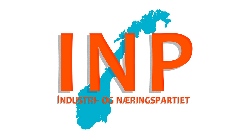 INP
INDUSTRI- OG NÆRINGSPARTIET